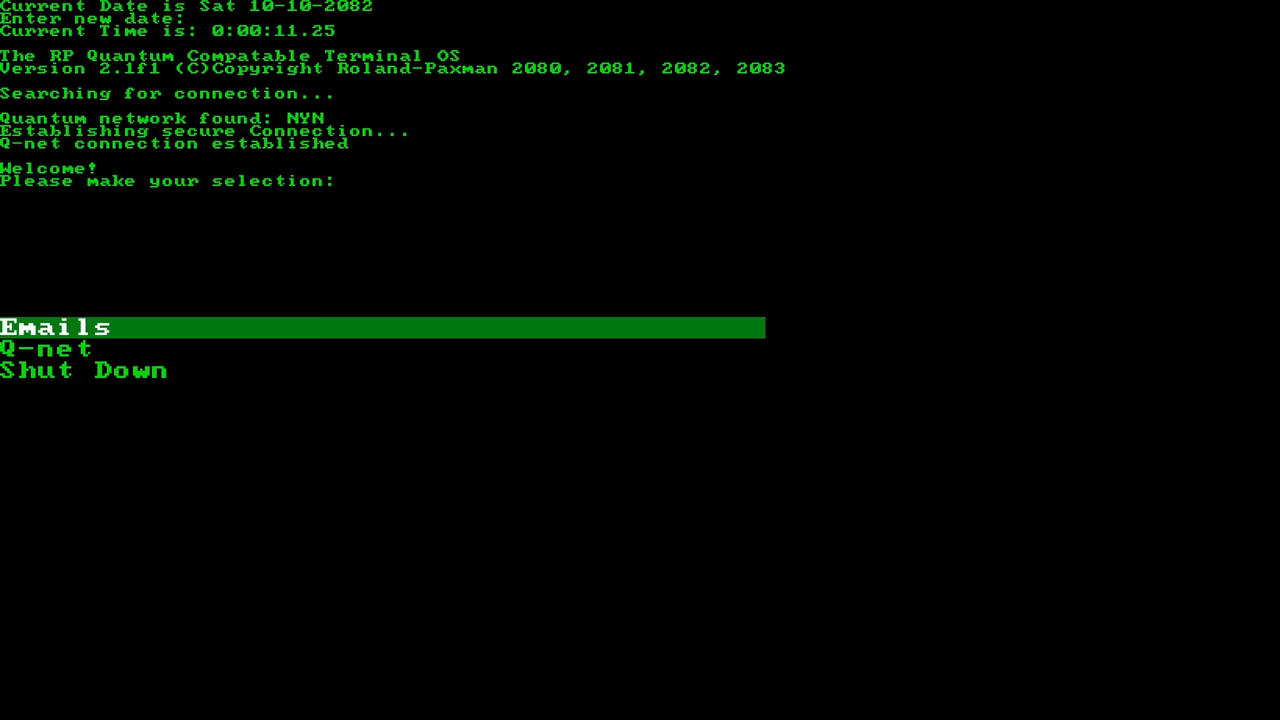 Current Date is Sat 10-10-2082
Enter new date:
Current Time is: 0:00:11.25
The RP Quantum Compatable Terminal OS
Version 2.1f1 (C)Copyright Roland-Paxman 2080, 2081, 2082, 2083
Searching for connection...
Quantum network found: NYN
Establishing secure Connection...
Q-net connection established
Welcome!
Please make your selection:
Emails
Q-net
Shut Down